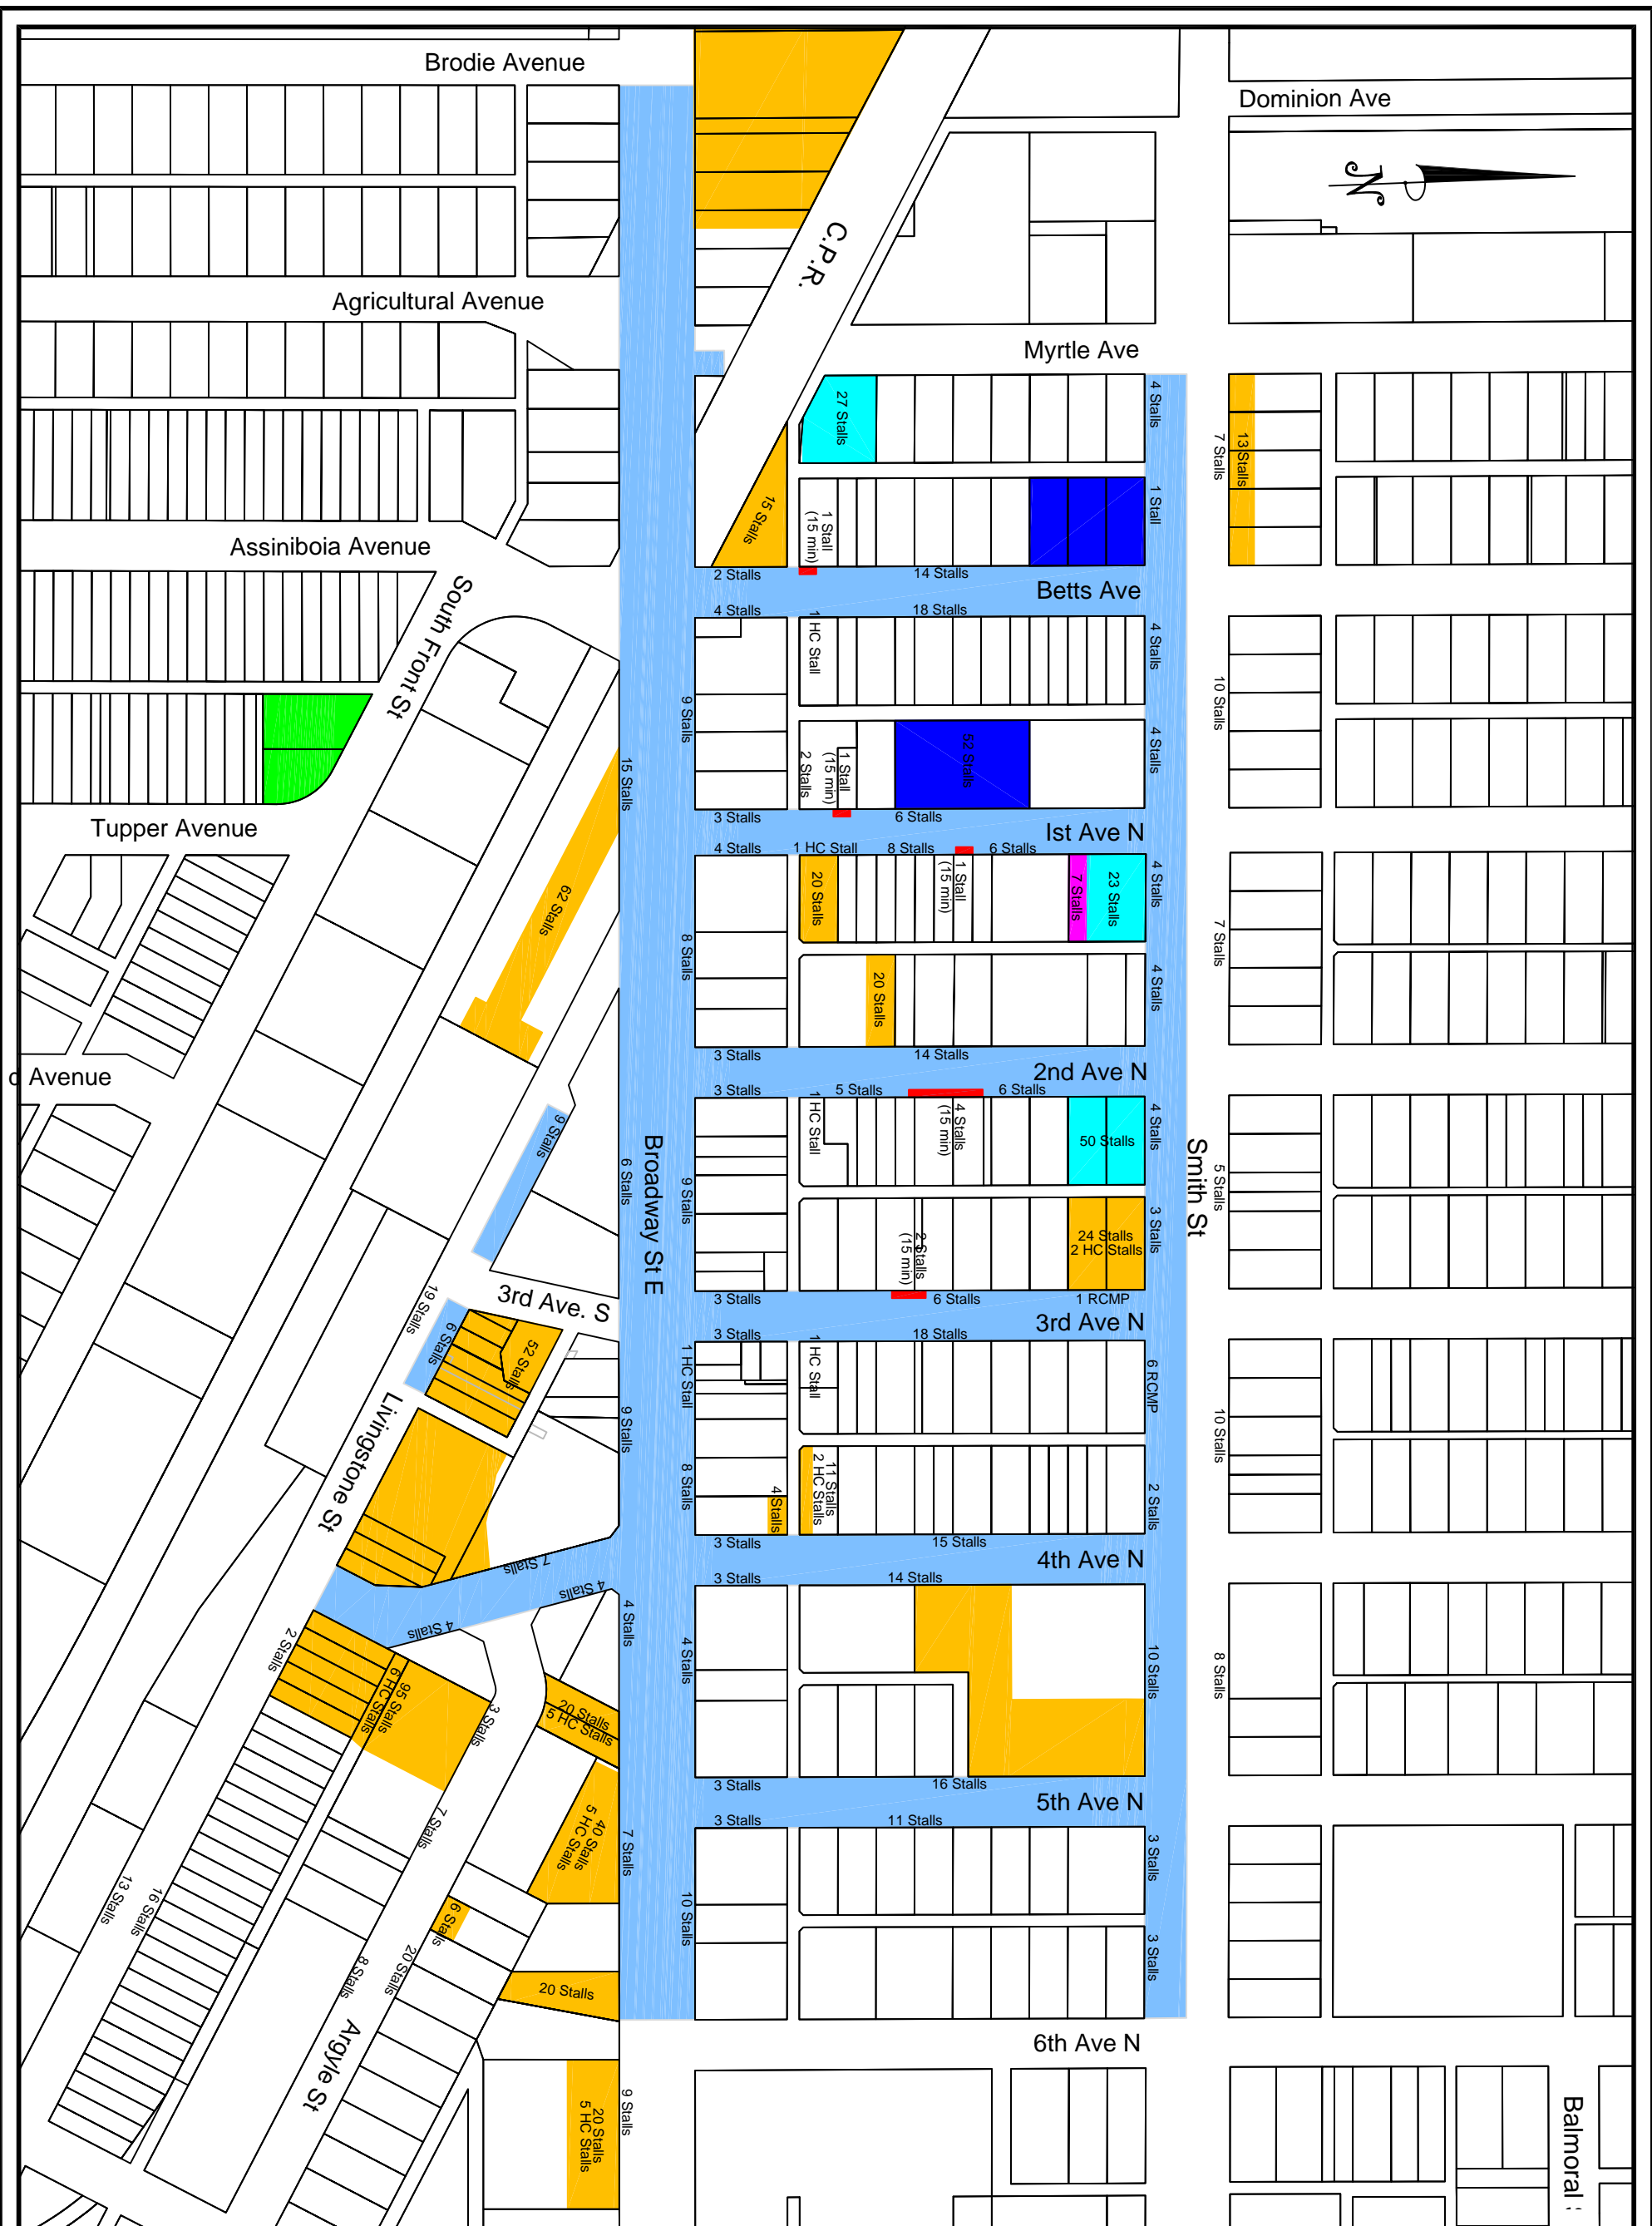 Brodie Avenue
Dominion Ave
N
C.P.R.
Agricultural Avenue
Myrtle Ave
27 Stalls
4 Stalls
7 Stalls
13 Stalls
15 Stalls
1 Stall
(15 min)
1 Stall
Assiniboia Avenue
2 Stalls
14 Stalls
Betts Ave
South Front St
4 Stalls
18 Stalls
1 HC Stall
4 Stalls
9 Stalls
10 Stalls
15 Stalls
2 Stalls
1 Stall
(15 min)
52 Stalls
4 Stalls
Tupper Avenue
3 Stalls
6 Stalls
Ist Ave N
4 Stalls
1 HC Stall
8 Stalls
6 Stalls
62 Stalls
20 Stalls
1 Stall
(15 min)
7 Stalls
23 Stalls
4 Stalls
8 Stalls
7 Stalls
20 Stalls
4 Stalls
3 Stalls
14 Stalls
d Avenue
2nd Ave N
3 Stalls
5 Stalls
6 Stalls
9 Stalls
1 HC Stall
4 Stalls
(15 min)
50 Stalls
4 Stalls
6 Stalls
Broadway St E
9 Stalls
Smith St
5 Stalls
2 Stalls
(15 min)
24 Stalls
2 HC Stalls
3 Stalls
19 Stalls
3rd Ave. S
3 Stalls
6 Stalls
1 RCMP
3rd Ave N
6 Stalls
52 Stalls
3 Stalls
18 Stalls
1 HC Stall
1 HC Stall
6 RCMP
Livingstone St
9 Stalls
10 Stalls
8 Stalls
4 Stalls
11 Stalls
2 HC Stalls
2 Stalls
3 Stalls
15 Stalls
7 Stalls
4th Ave N
4 Stalls
3 Stalls
14 Stalls
4 Stalls
2 Stalls
4 Stalls
4 Stalls
10 Stalls
8 Stalls
95 Stalls
6 HC Stalls
3 Stalls
20 Stalls
5 HC Stalls
3 Stalls
16 Stalls
5th Ave N
7 Stalls
40 Stalls
5 HC Stalls
3 Stalls
11 Stalls
7 Stalls
3 Stalls
13 Stalls
16 Stalls
6 Stalls
10 Stalls
8 Stalls
20 Stalls
20 Stalls
3 Stalls
6th Ave N
Argyle St
20 Stalls
5 HC Stalls
9 Stalls
Balmoral